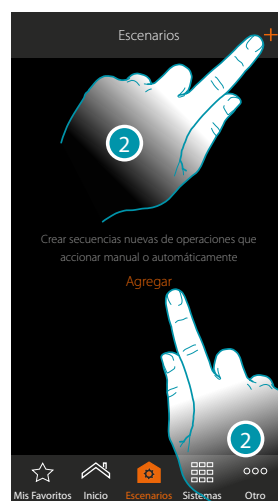 Escenarios
+
2
Crear secuencias nuevas de operaciones que
accionar manual o automáticamente
Agregar
2
Mis Favoritos Inicio Escenarios Sistemas Otro